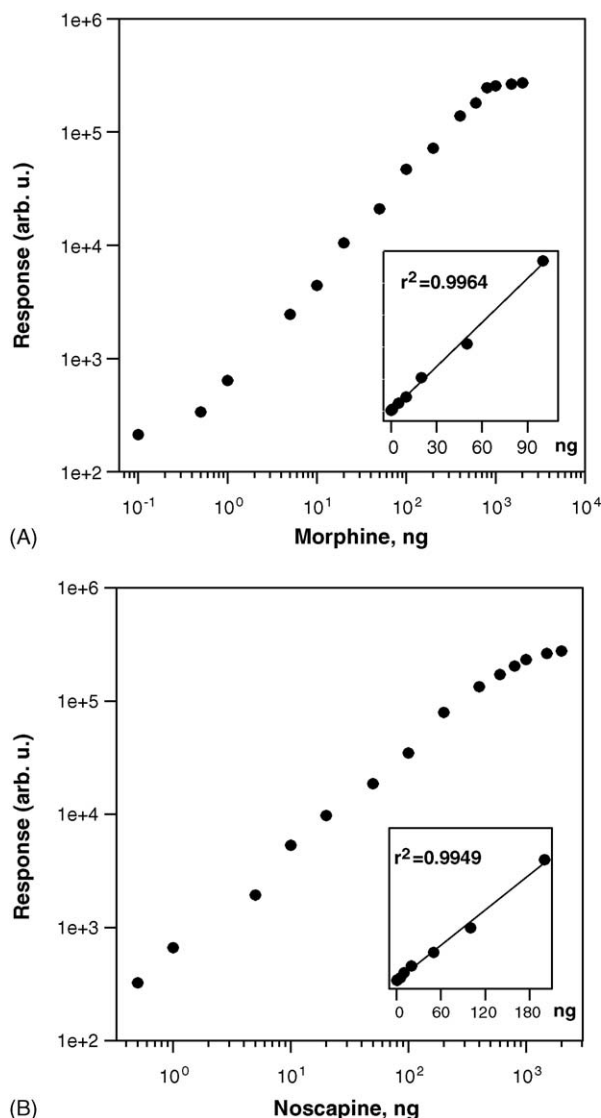 1e+6
1e+5
1e+4
1e+3
1e+2
Response (arb. u.)
r²=0.9964
0 30 60 90 ng
10⁻¹ 10⁰ 10¹ 10² 10³ 10⁴
Morphine, ng
(A)
1e+6
1e+5
1e+4
1e+3
1e+2
Response (arb. u.)
r²=0.9949
0 60 120 180 ng
10⁰ 10¹ 10² 10³
Noscapine, ng
(B)